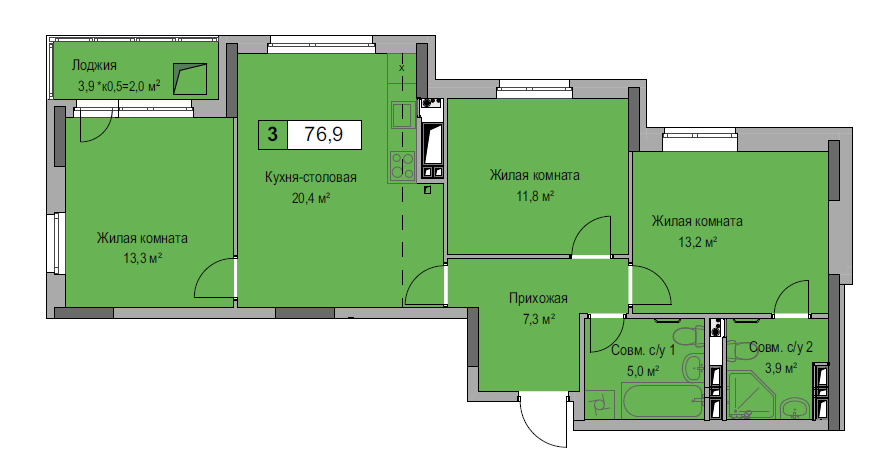 Лоджия
3,9 *к0,5=2,0 м²
3 76,9
х
Кухня-столовая
20,4 м²
Жилая комната
11,8 м²
Жилая комната
13,2 м²
Жилая комната
13,3 м²
Прихожая
7,3 м²
Совм. с/у 1
5,0 м²
Совм. с/у 2
3,9 м²